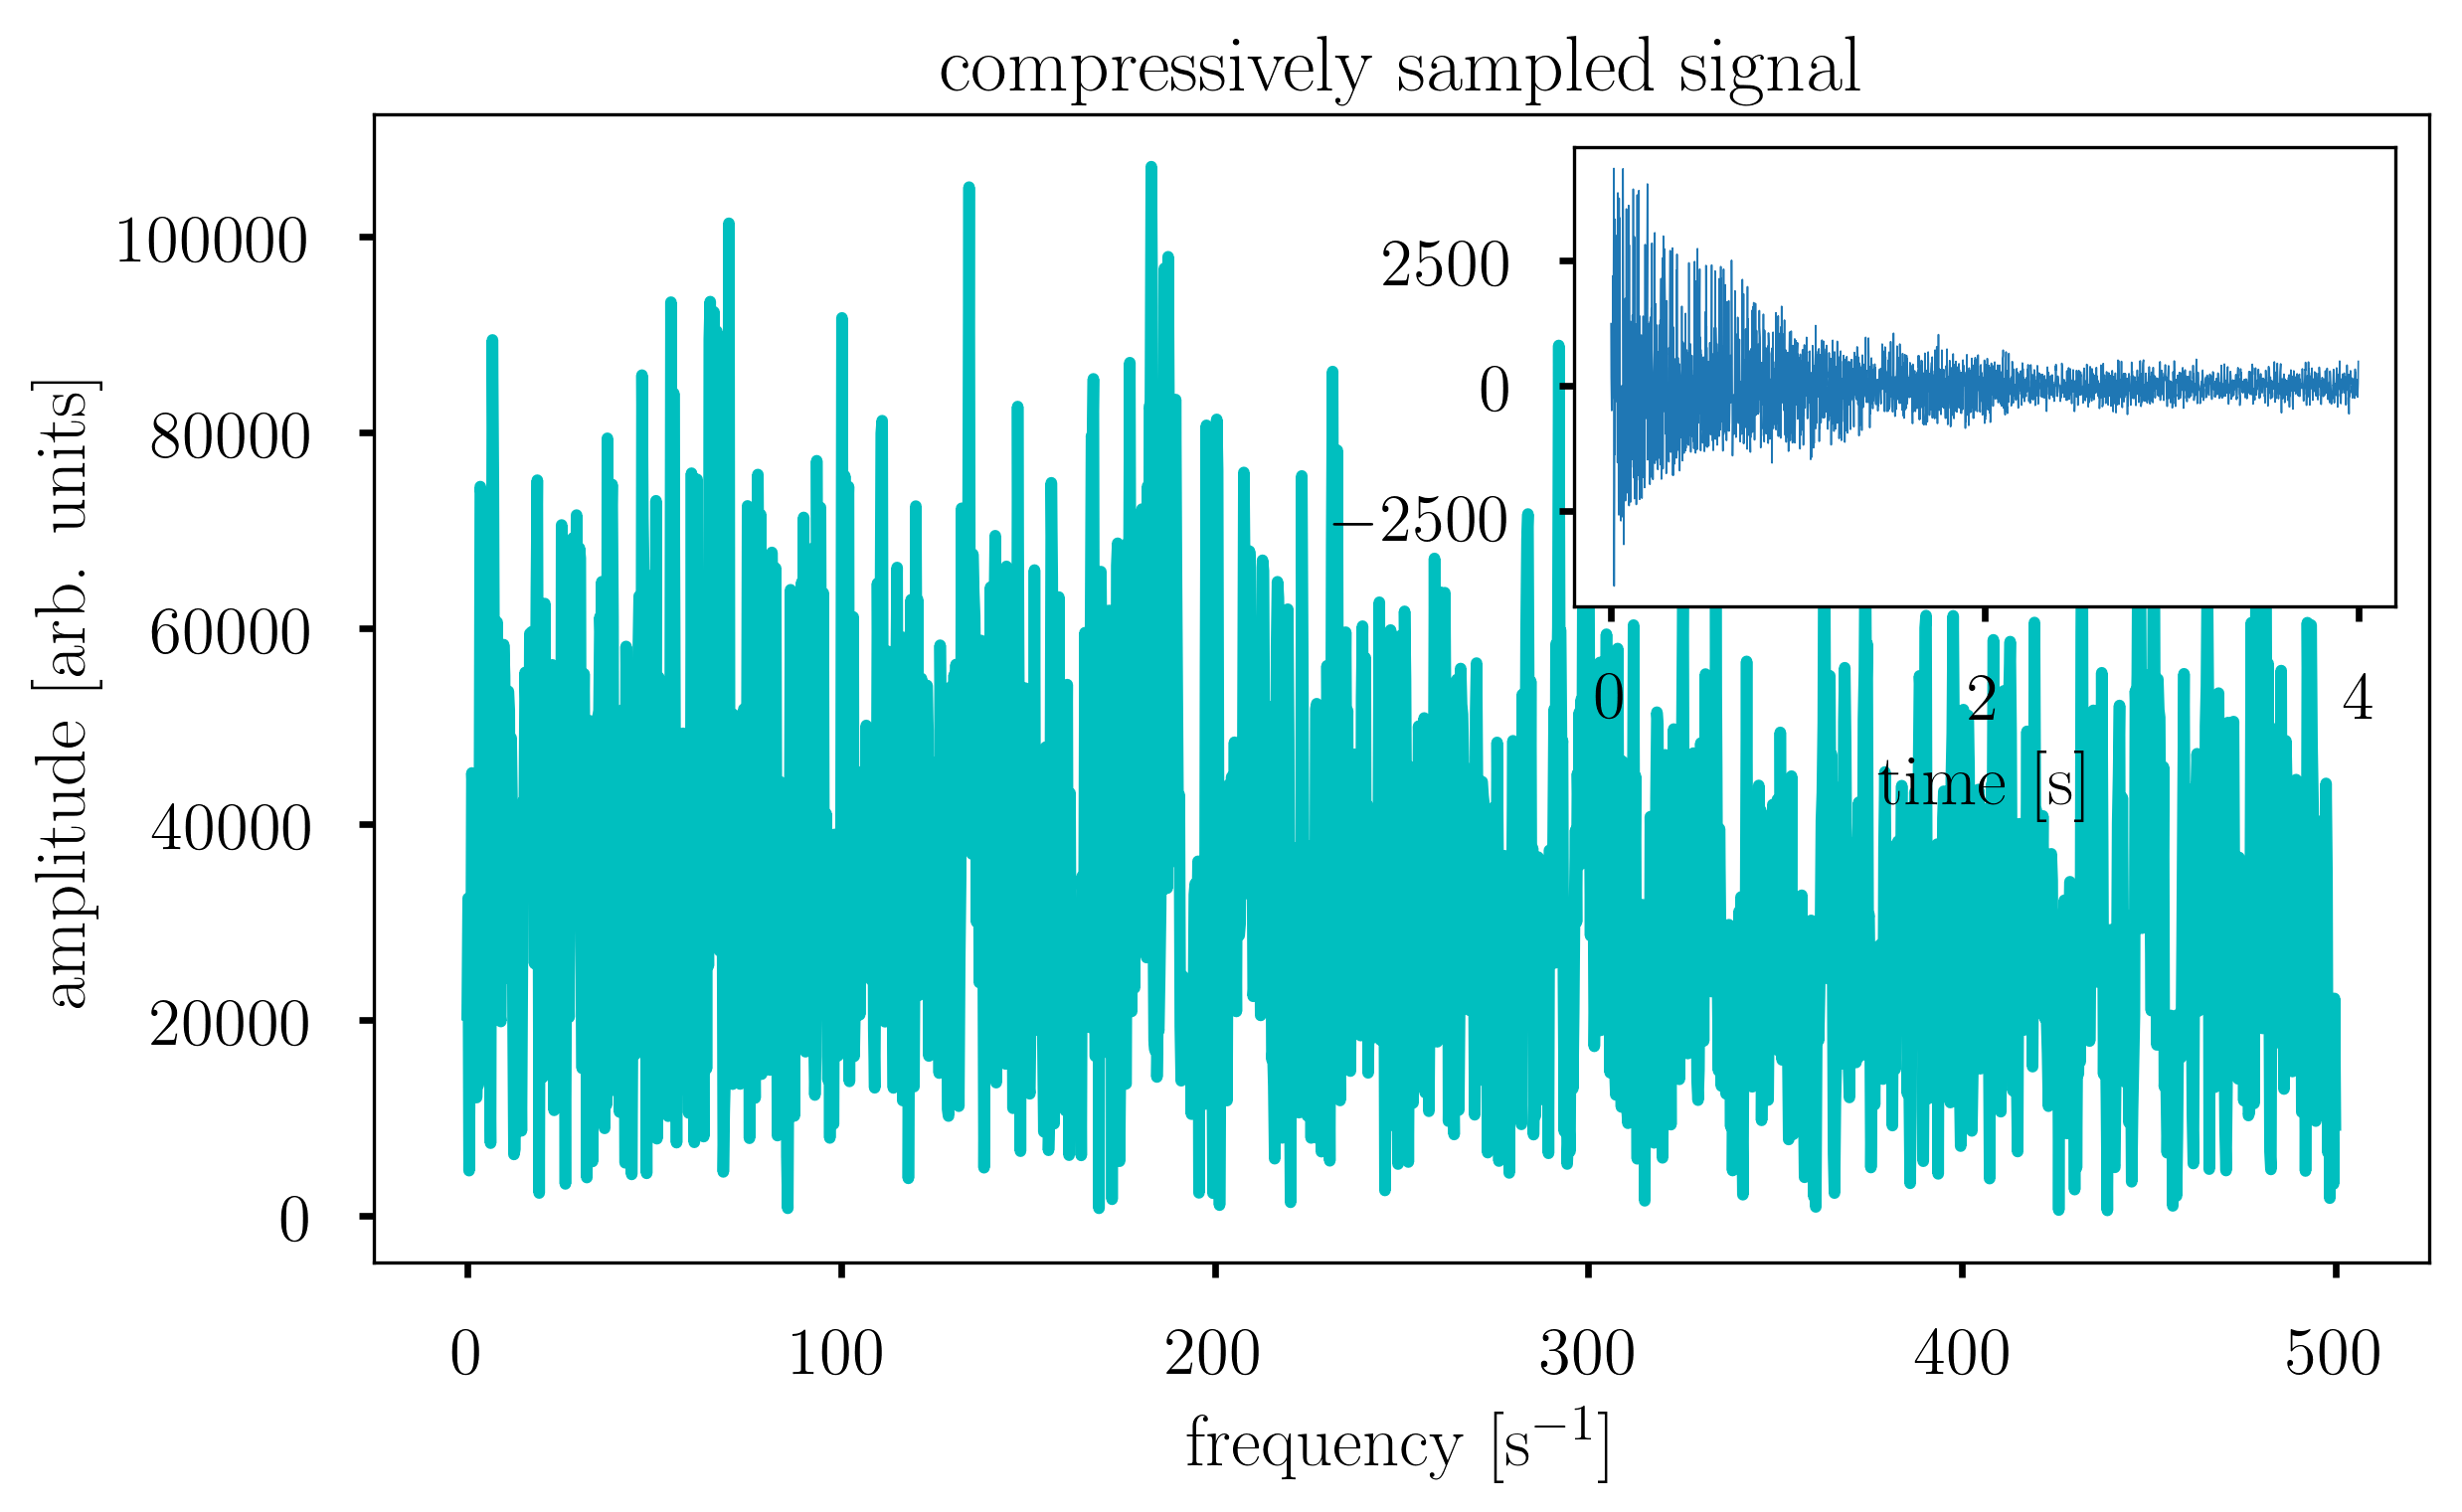 compressively sampled signal
amplitude [arb. units]
100000
80000
60000
40000
20000
0
2500
0
−2500
0 2 4
time [s]
0 100 200 300 400 500
frequency [s⁻¹]